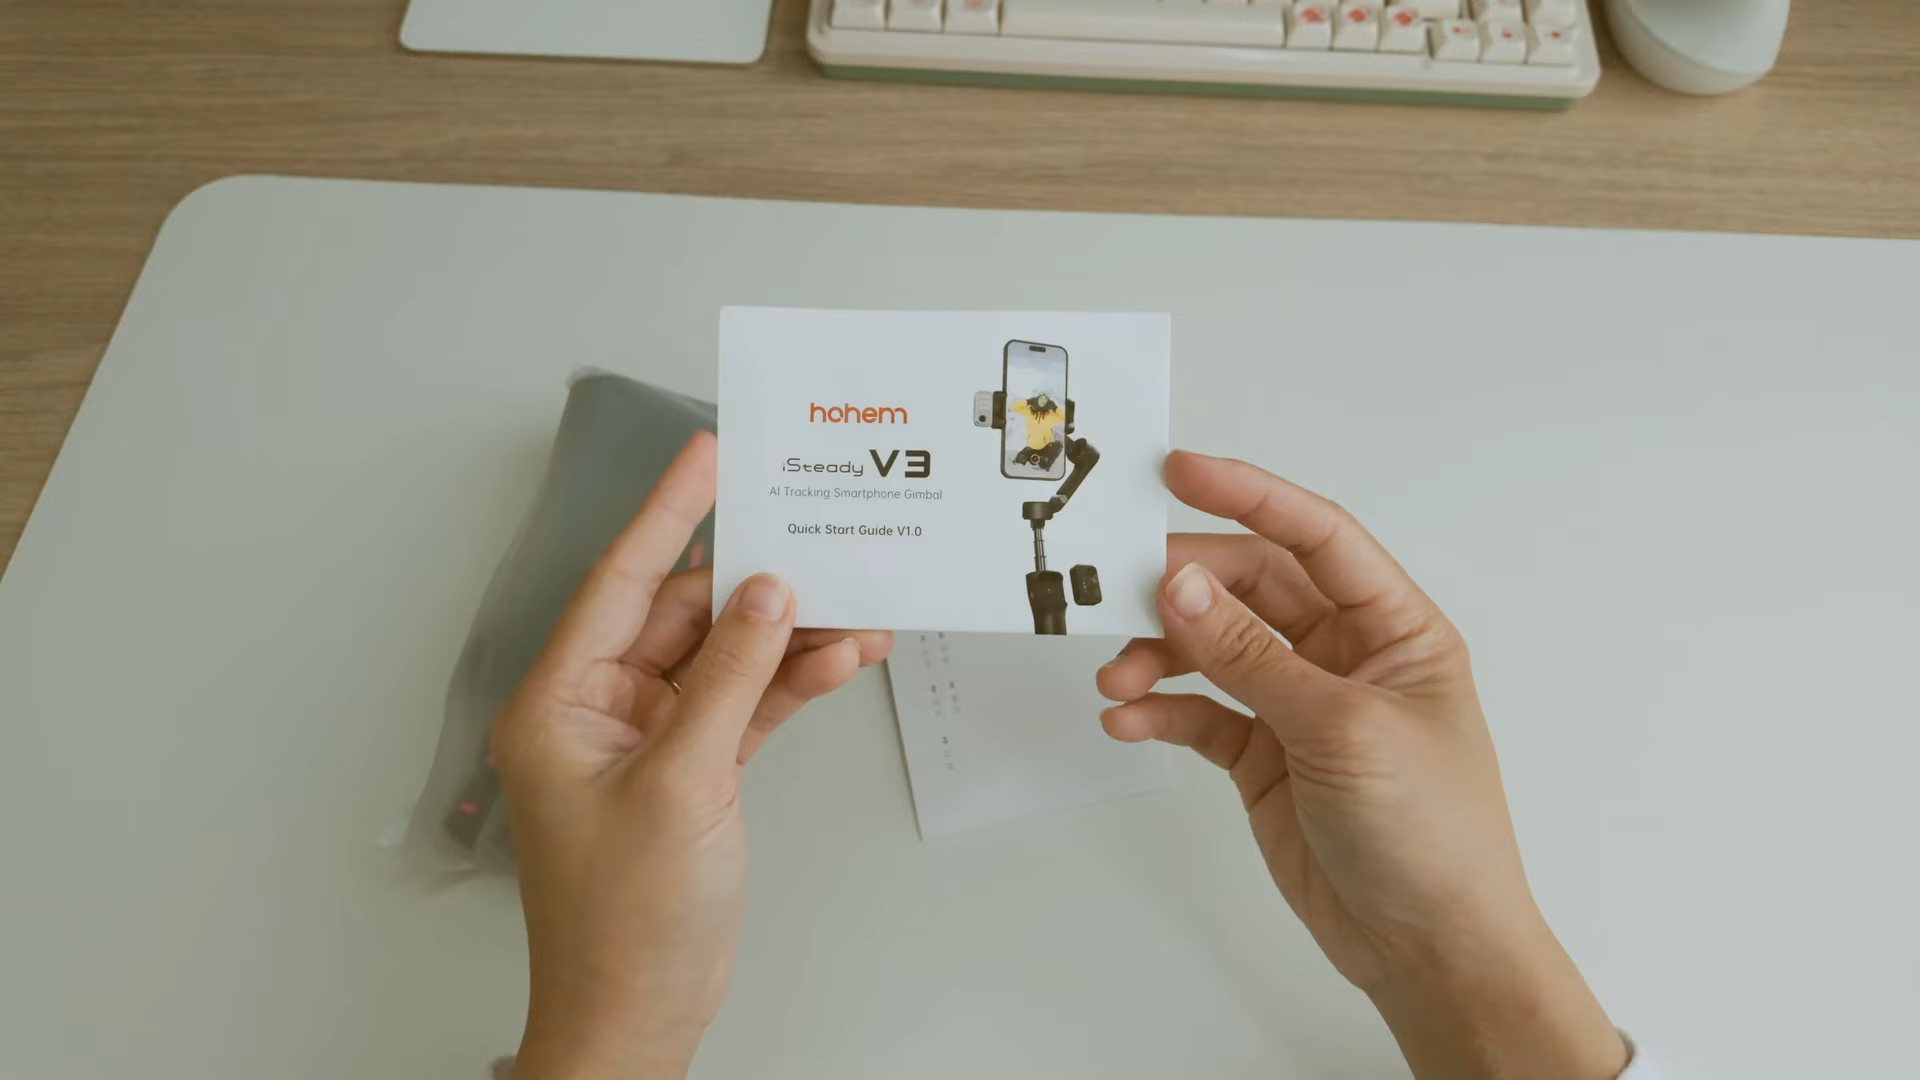 hohem
iSteady V3
AI Tracking Smartphone Gimbal
Quick Start Guide V1.0